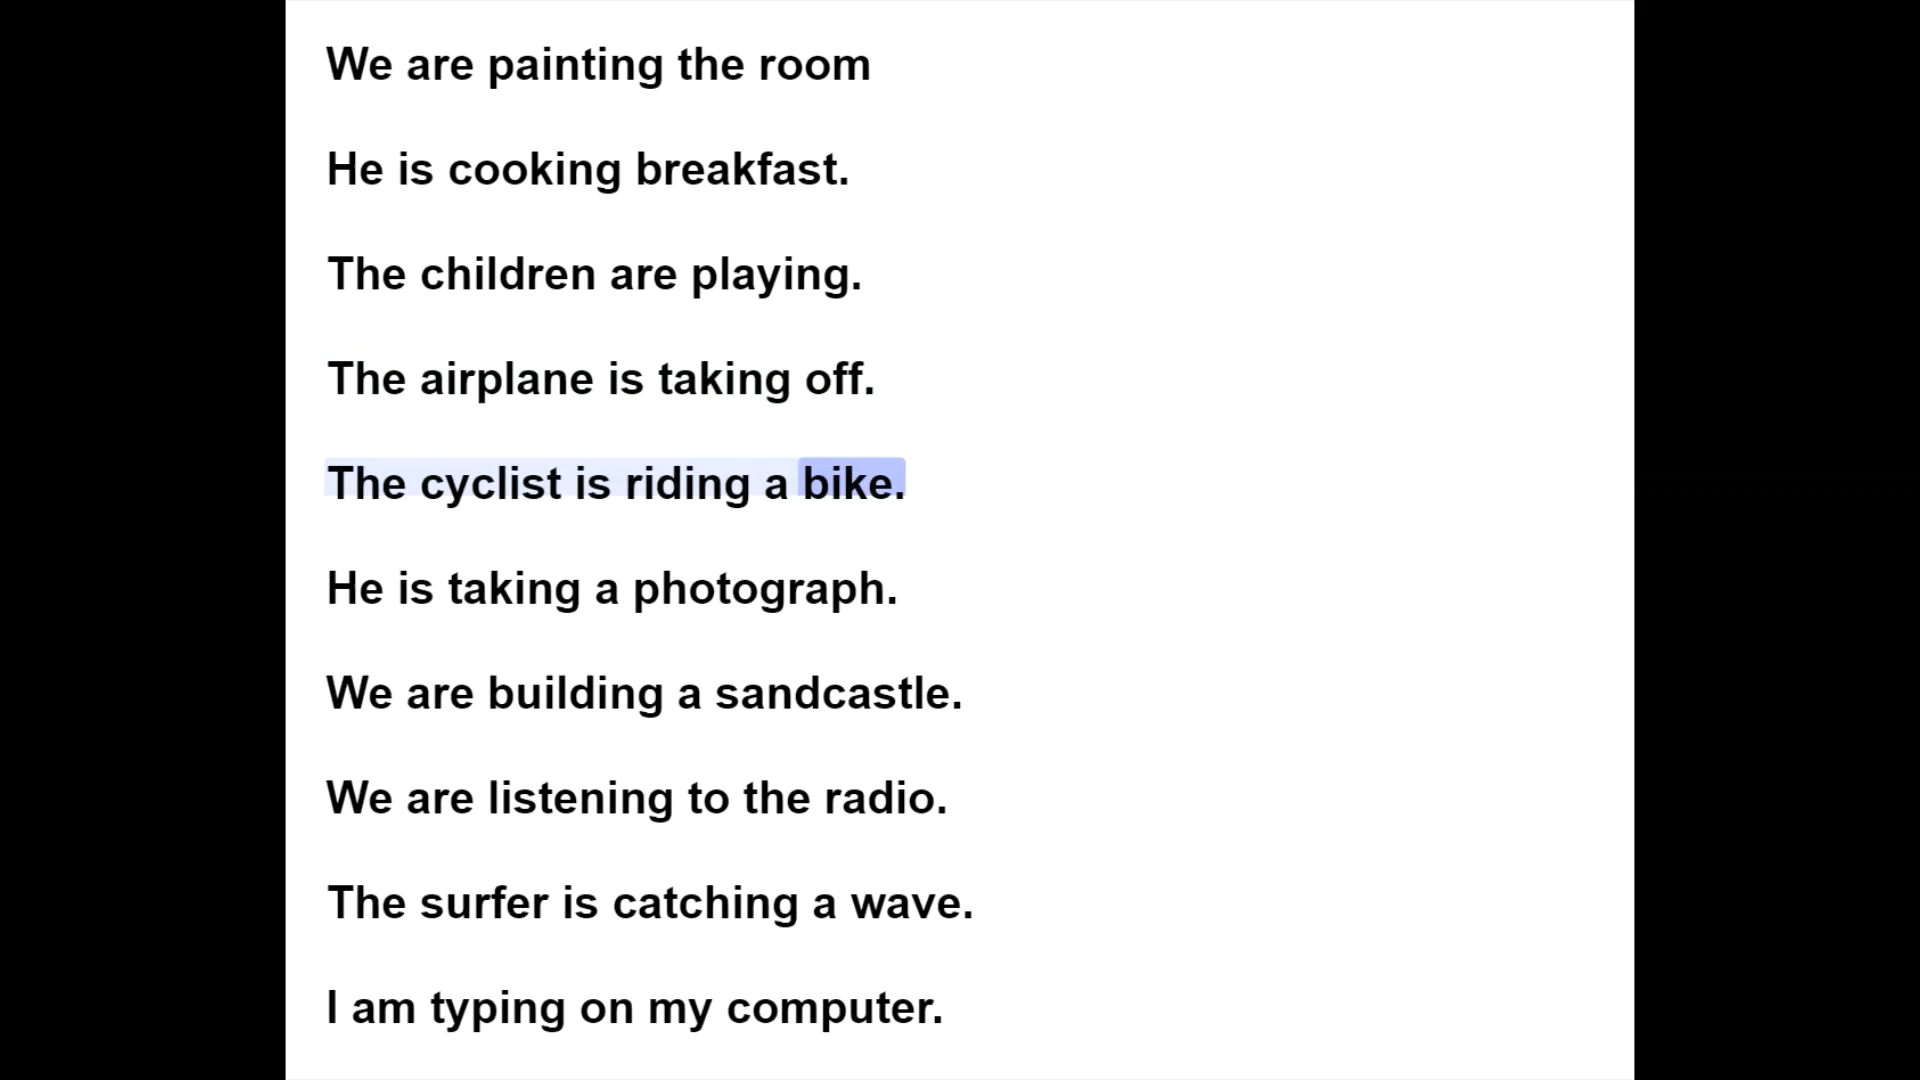 We are painting the room
He is cooking breakfast.
The children are playing.
The airplane is taking off.
The cyclist is riding a bike.
He is taking a photograph.
We are building a sandcastle.
We are listening to the radio.
The surfer is catching a wave.
I am typing on my computer.